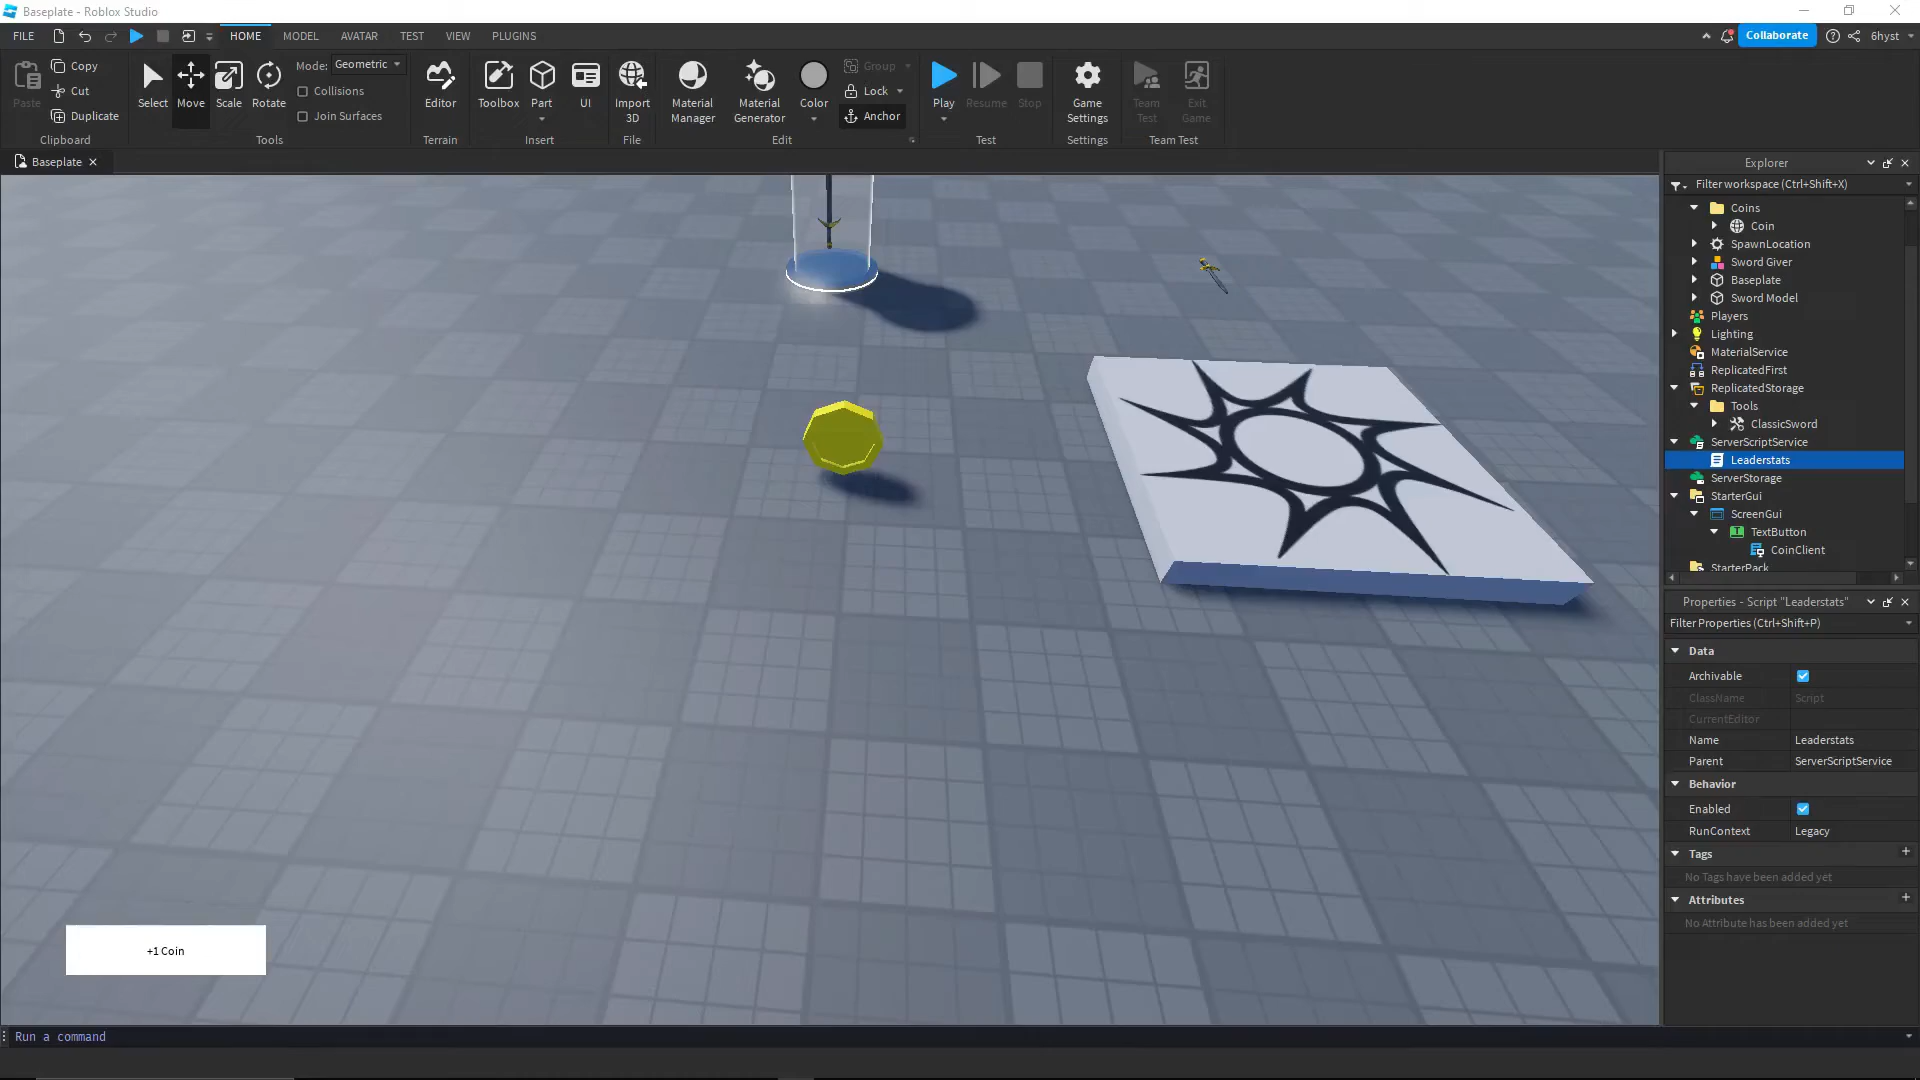 Baseplate - Roblox Studio
FILE HOME MODEL AVATAR TEST VIEW PLUGINS Collaborate 6hyst
Paste Copy Cut Duplicate Clipboard
Select Move Scale Rotate Mode: Geometric Collisions Join Surfaces Tools
Editor Terrain
Toolbox Part UI Insert
Import 3D File
Material Manager Material Generator Color Group Lock Anchor Edit
Play Resume Stop Test
Game Settings Settings
Team Test Exit Game Team Test
Baseplate
Explorer
Filter workspace (Ctrl+Shift+X)
Coins
Coin
SpawnLocation
Sword Giver
Baseplate
Sword Model
Players
Lighting
MaterialService
ReplicatedFirst
ReplicatedStorage
Tools
ClassicSword
ServerScriptService
Leaderstats
ServerStorage
StarterGui
ScreenGui
TextButton
CoinClient
StarterPack
Properties - Script "Leaderstats"
Filter Properties (Ctrl+Shift+P)
Data
Archivable
ClassName Script
CurrentEditor
Name Leaderstats
Parent ServerScriptService
Behavior
Enabled
RunContext Legacy
Tags
No Tags have been added yet
Attributes
No Attribute has been added yet
+1 Coin
Run a command